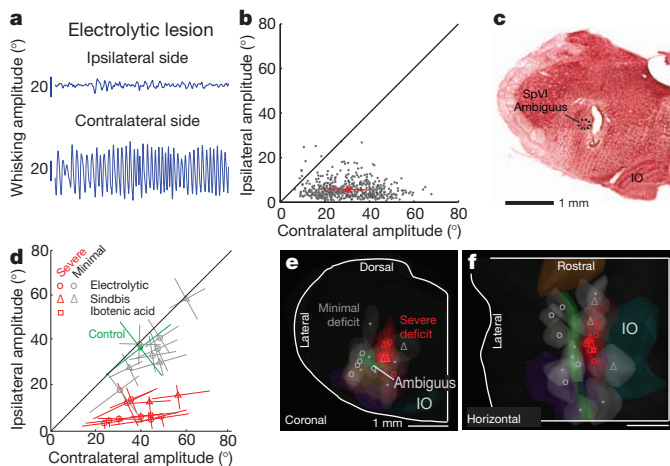 a
Electrolytic lesion
Ipsilateral side
20
Contralateral side
20
Whisking amplitude (°)
b
80
60
40
20
0
0 20 40 60 80
Ipsilateral amplitude (°)
Contralateral amplitude (°)
c
SpVI
Ambiguus
IO
1 mm
d
80
60
40
20
0
0 20 40 60 80
Ipsilateral amplitude (°)
Contralateral amplitude (°)
Severe
Minimal
Electrolytic
Sindbis
Ibotenic acid
Control
e
Dorsal
Lateral
Minimal
deficit
Severe
deficit
Ambiguus
IO
Coronal
1 mm
f
Rostral
Lateral
IO
Horizontal